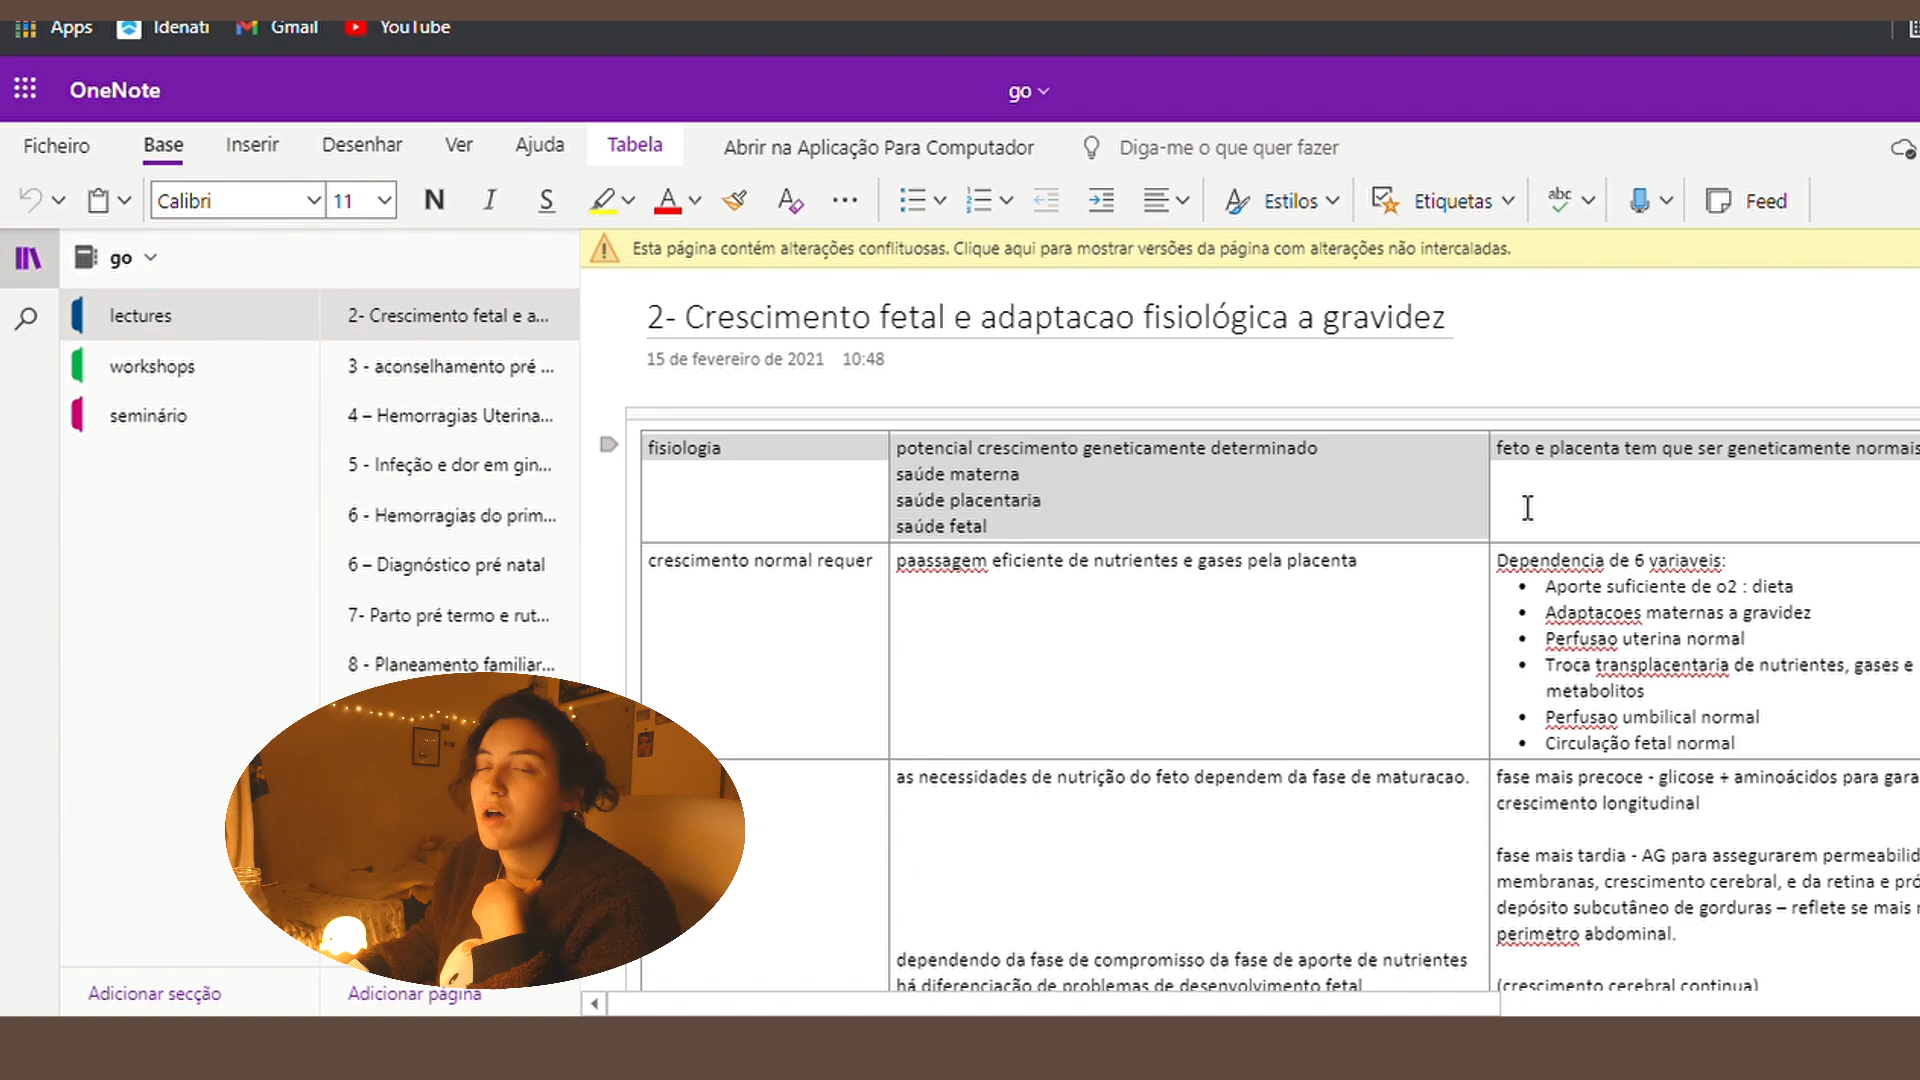 Apps Idenati Gmail YouTube
OneNote
go
Ficheiro Base Inserir Desenhar Ver Ajuda Tabela Abrir na Aplicação Para Computador Diga-me o que quer fazer
Calibri 11 N I S A A ... Estilos Etiquetas abc Feed
go
Esta página contém alterações conflituosas. Clique aqui para mostrar versões da página com alterações não intercaladas.
lectures
workshops
seminário
2- Crescimento fetal e a...
3 - aconselhamento pré ...
4 – Hemorragias Uterina...
5 - Infeção e dor em gin...
6 - Hemorragias do prim...
6 – Diagnóstico pré natal
7- Parto pré termo e rut...
8 - Planeamento familiar...
Adicionar secção
Adicionar página
2- Crescimento fetal e adaptacao fisiológica a gravidez
15 de fevereiro de 2021 10:48
fisiologia
potencial crescimento geneticamente determinado
saúde materna
saúde placentaria
saúde fetal
feto e placenta tem que ser geneticamente normais
crescimento normal requer
paassagem eficiente de nutrientes e gases pela placenta
Dependencia de 6 variaveis:
• Aporte suficiente de o2 : dieta
• Adaptacoes maternas a gravidez
• Perfusao uterina normal
• Troca transplacentaria de nutrientes, gases e
metabolitos
• Perfusao umbilical normal
• Circulação fetal normal
as necessidades de nutrição do feto dependem da fase de maturacao.
dependendo da fase de compromisso da fase de aporte de nutrientes
há diferenciação de problemas de desenvolvimento fetal
fase mais precoce - glicose + aminoácidos para gara
crescimento longitudinal
fase mais tardia - AG para assegurarem permeabilid
membranas, crescimento cerebral, e da retina e pró
depósito subcutâneo de gorduras – reflete se mais
perimetro abdominal.
(crescimento cerebral continua)